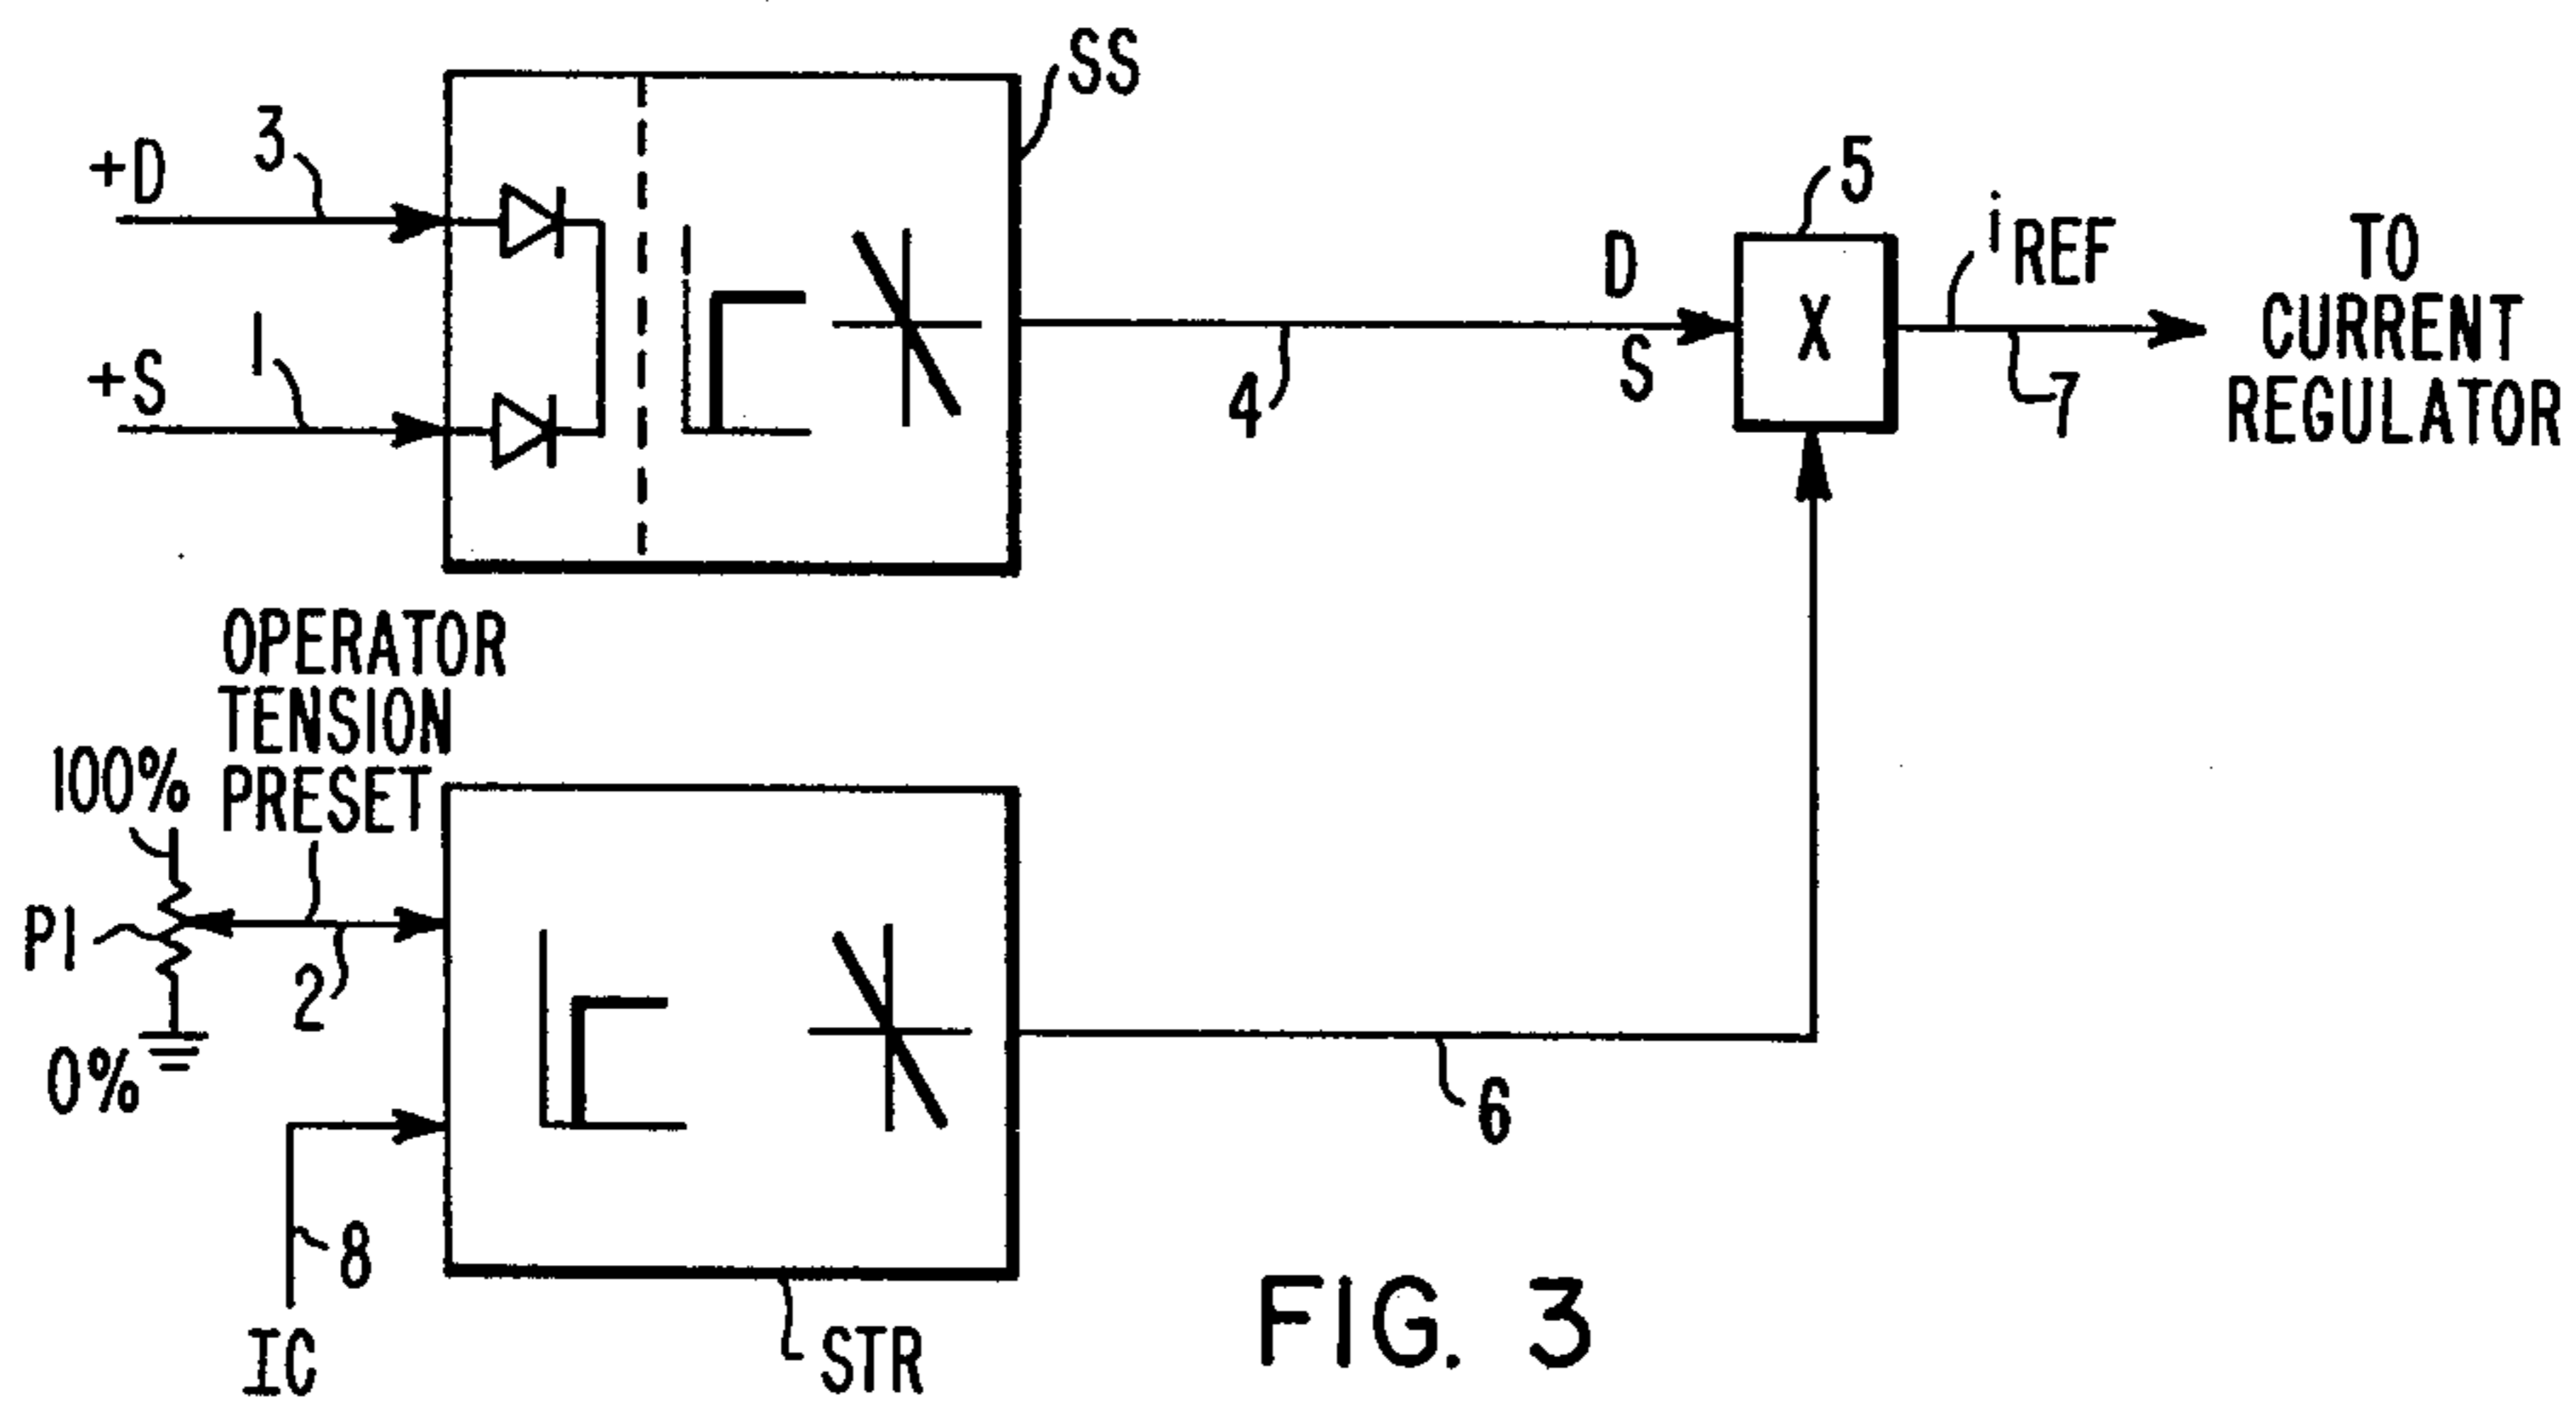 SS
+D
3
+S
1
D
S
4
5
X
iREF
7
TO
CURRENT
REGULATOR
OPERATOR
TENSION
PRESET
100%
P1
2
0%
8
IC
STR
6
FIG. 3